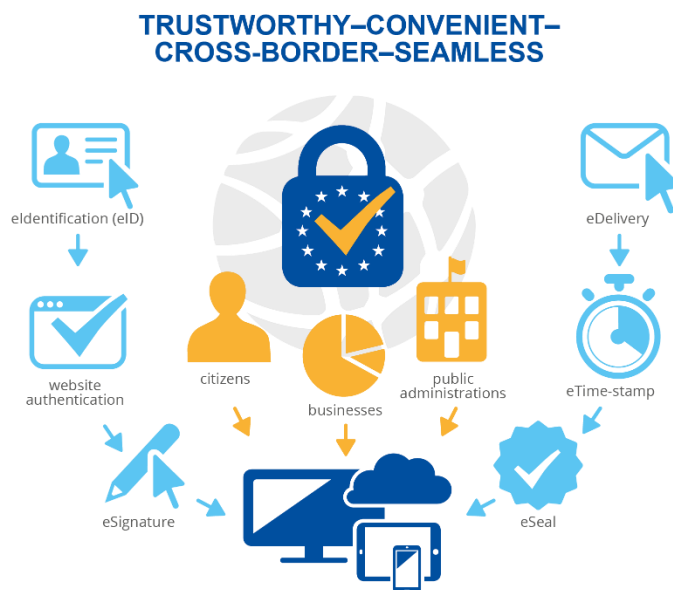 TRUSTWORTHY–CONVENIENT–
CROSS-BORDER–SEAMLESS
eIdentification (eID)
eDelivery
website
authentication
citizens
businesses
public
administrations
eTime-stamp
eSignature
eSeal